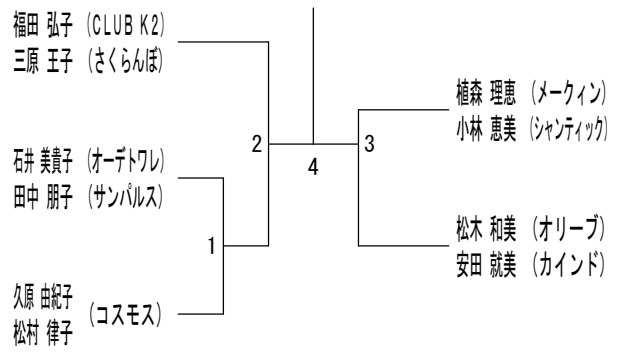 福田 弘子 (CLUB K2)
三原 王子 (さくらんぼ)
石井 美貴子 (オーデトワレ)
田中 朋子 (サンパルス)
久原 由紀子
松村 律子
(コスモス)
1
2
4
3
植森 理恵 (メークィン)
小林 恵美 (シャンティック)
松木 和美 (オリーブ)
安田 就美 (カインド)